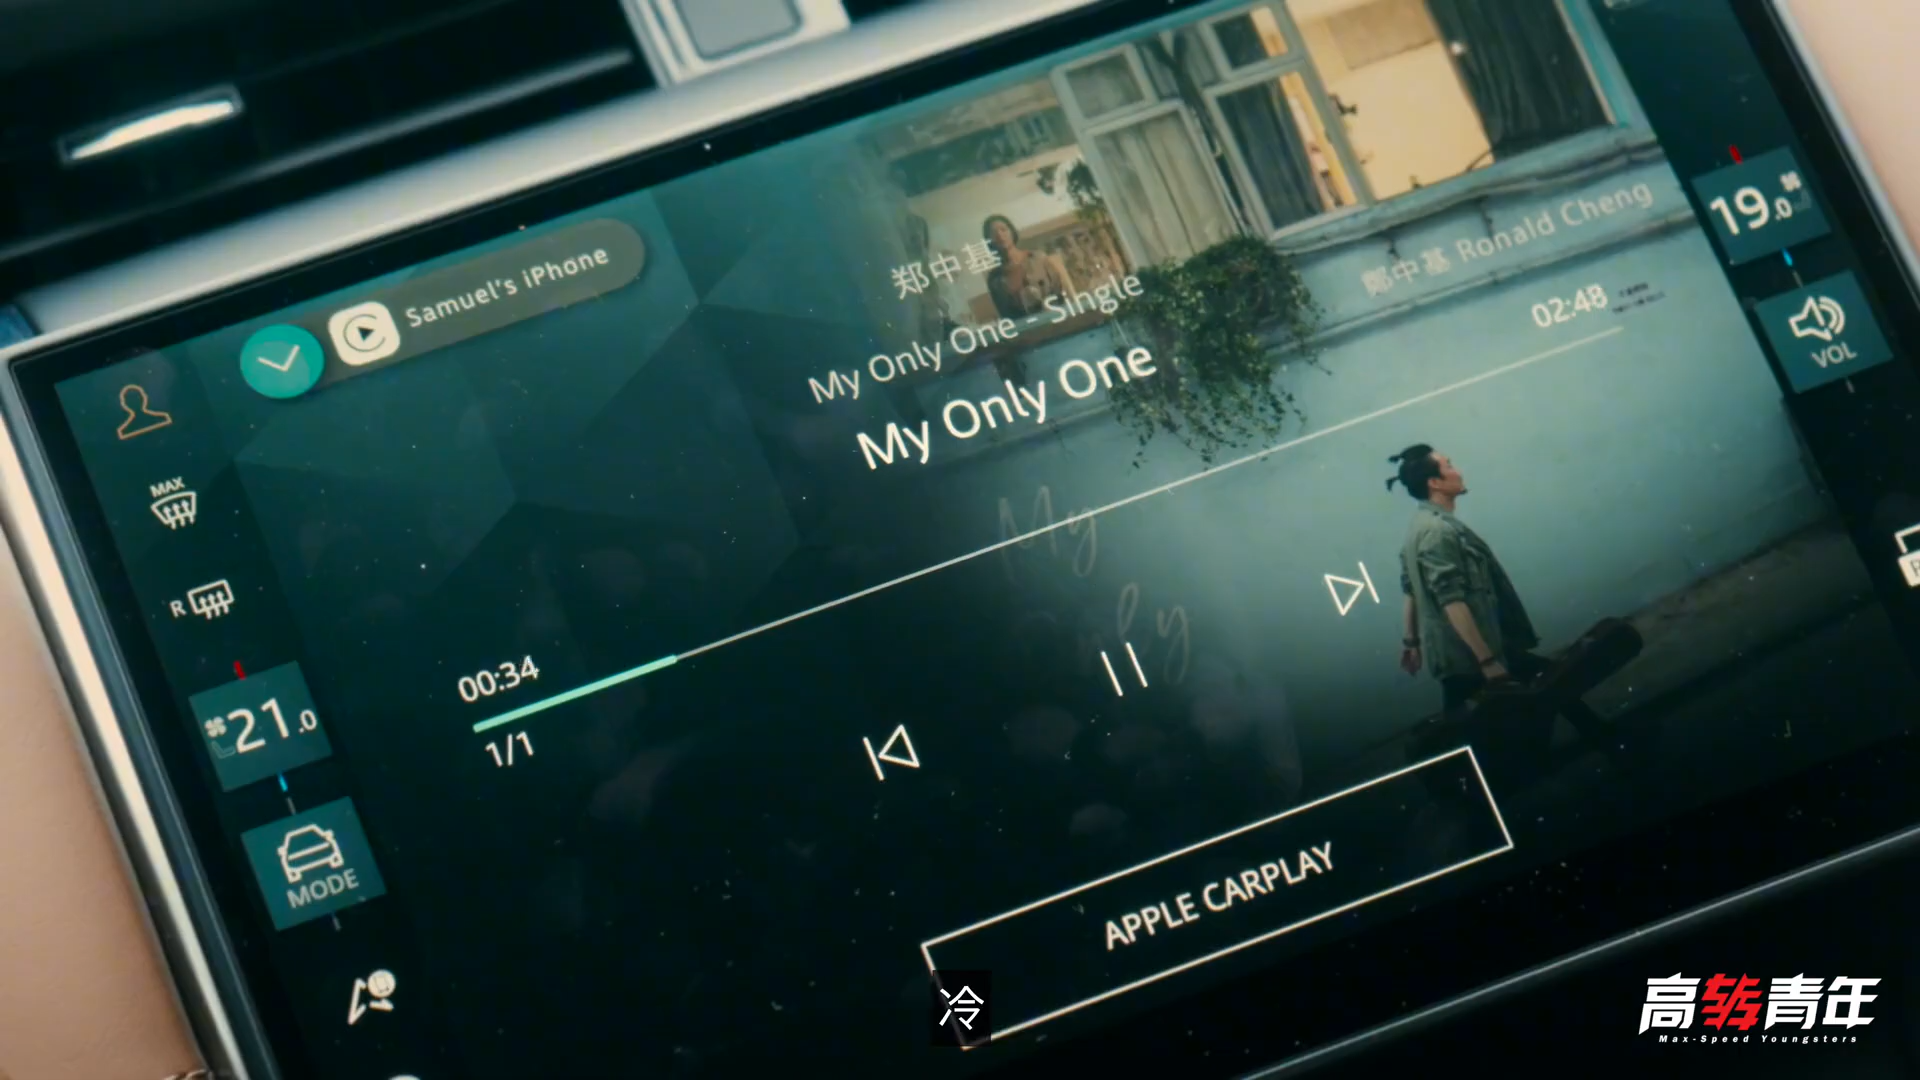 Samuel's iPhone
郑中基
My Only One - Single
My Only One
鄭中基 Ronald Cheng
02:48
19.0
VOL
MAX
R
My
Only
00:34
1/1
21.0
MODE
APPLE CARPLAY
冷
高转青年
Max-Speed Youngsters